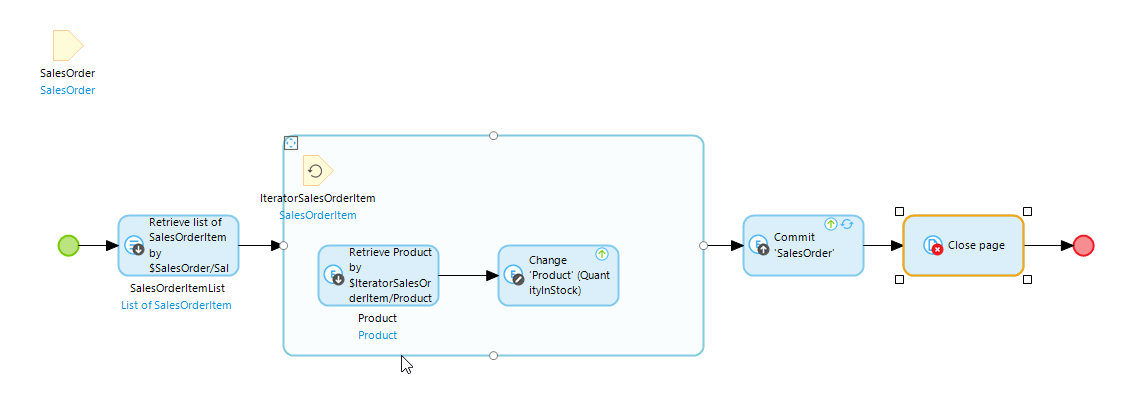 SalesOrder
SalesOrder
Retrieve list of
SalesOrderItem
by
$SalesOrder/Sal
SalesOrderItemList
List of SalesOrderItem
IteratorSalesOrderItem
SalesOrderItem
Retrieve Product
by
$IteratorSalesOr
derItem/Product
Product
Product
Change
'Product' (Quant
ityInStock)
Commit
'SalesOrder'
Close page